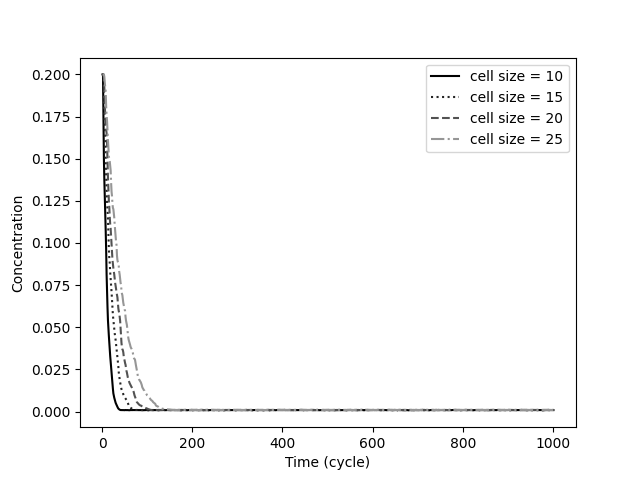 cell size = 10
cell size = 15
cell size = 20
cell size = 25
0.200
0.175
0.150
0.125
0.100
0.075
0.050
0.025
0.000
Concentration
0 200 400 600 800 1000
Time (cycle)